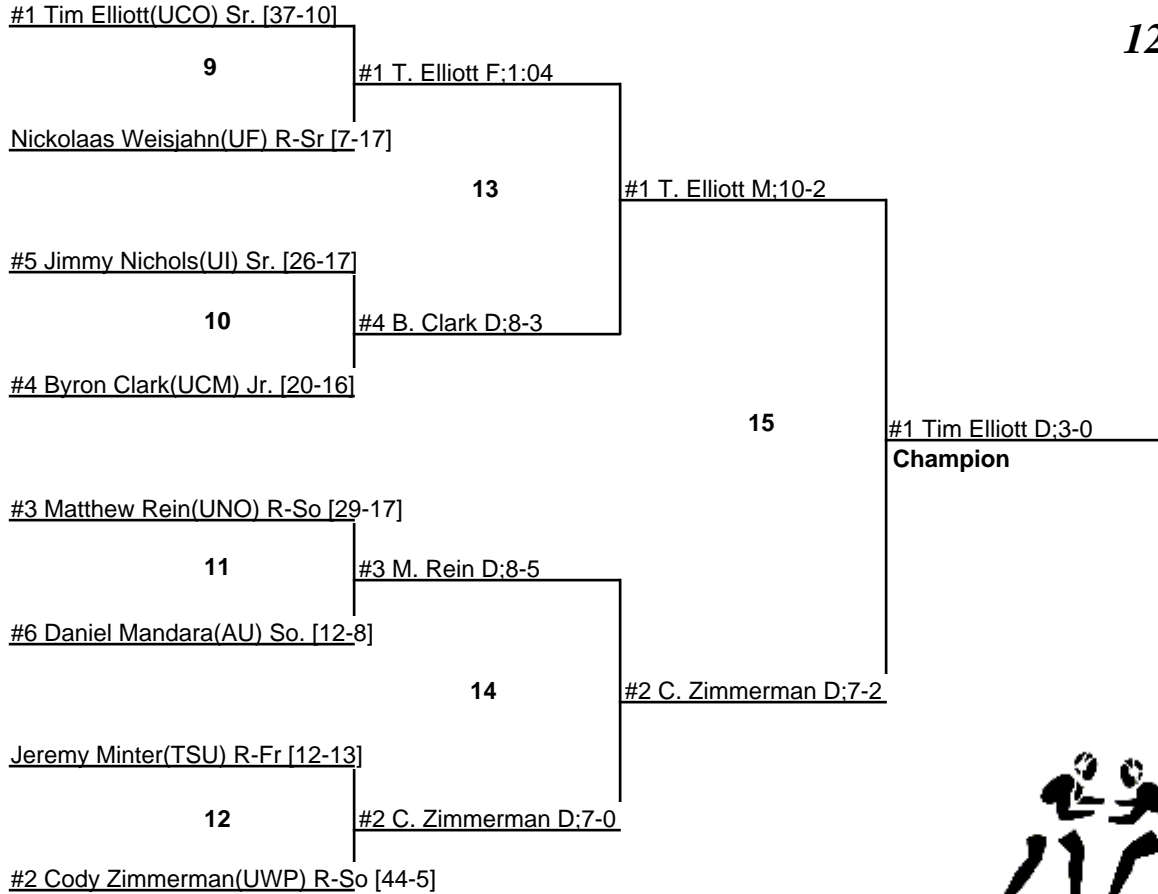 #1 Tim Elliott(UCO) Sr. [37-10]
12
9
#1 T. Elliott F;1:04
Nickolaas Weisjahn(UF) R-Sr [7-17]
13
#1 T. Elliott M;10-2
#5 Jimmy Nichols(UI) Sr. [26-17]
10
#4 B. Clark D;8-3
#4 Byron Clark(UCM) Jr. [20-16]
15
#1 Tim Elliott D;3-0
Champion
#3 Matthew Rein(UNO) R-So [29-17]
11
#3 M. Rein D;8-5
#6 Daniel Mandara(AU) So. [12-8]
14
#2 C. Zimmerman D;7-2
Jeremy Minter(TSU) R-Fr [12-13]
12
#2 C. Zimmerman D;7-0
#2 Cody Zimmerman(UWP) R-So [44-5]